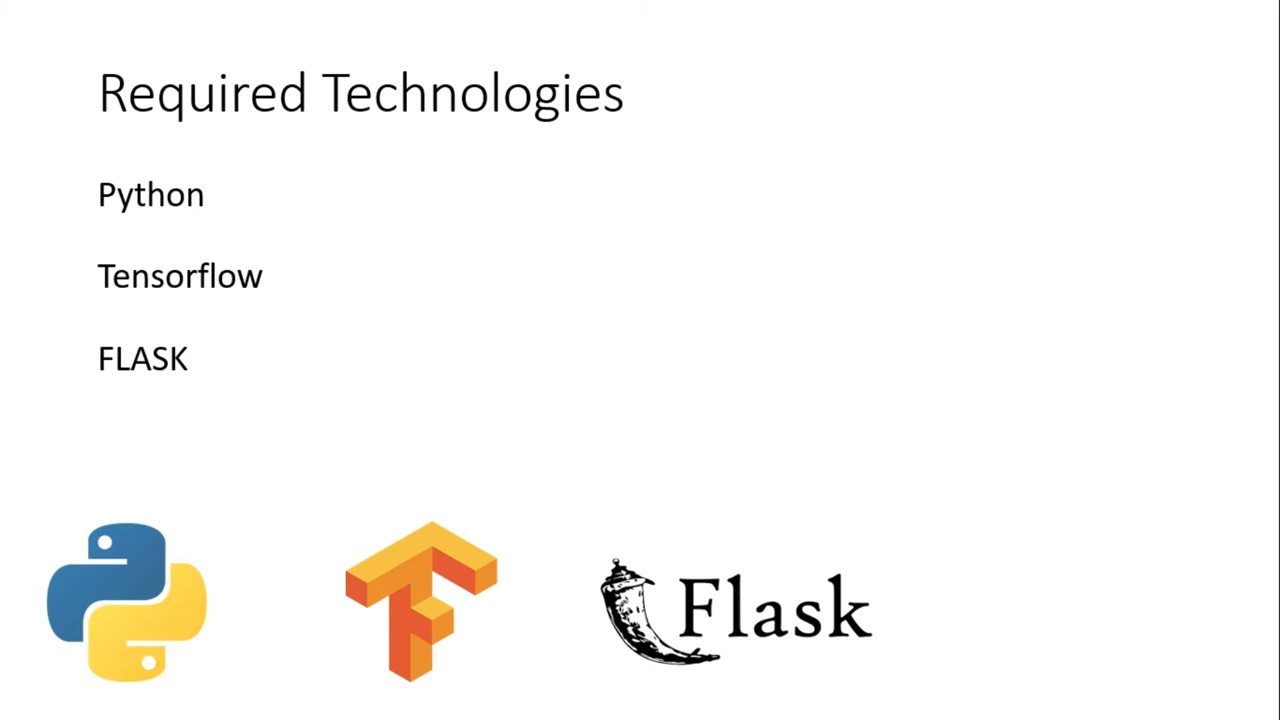 Required Technologies
Python
Tensorflow
FLASK
Flask